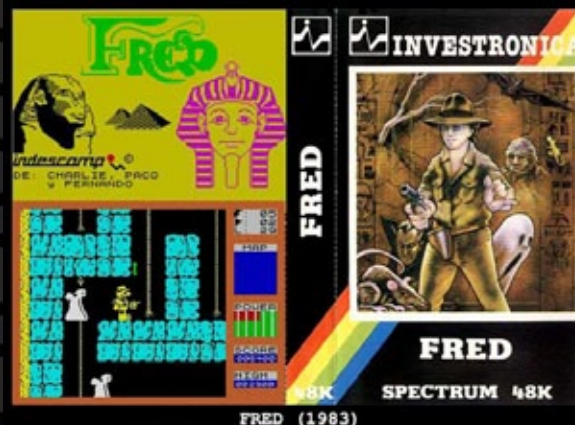 FRED
indescomp ©
DE: CHARLIE, PACO
y FERNANDO
MAP
POWER
SCORE
HIGH
FRED
48K
INVESTRONICA
FRED
SPECTRUM 48K
FRED (1983)